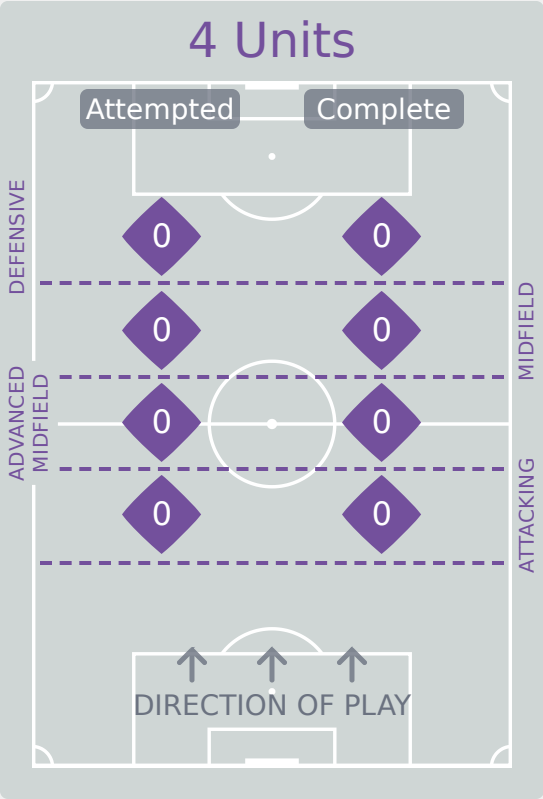 4 Units
Attempted
Complete
DEFENSIVE
0
0
MIDFIELD
0
0
ADVANCED
MIDFIELD
0
0
ATTACKING
0
0
DIRECTION OF PLAY